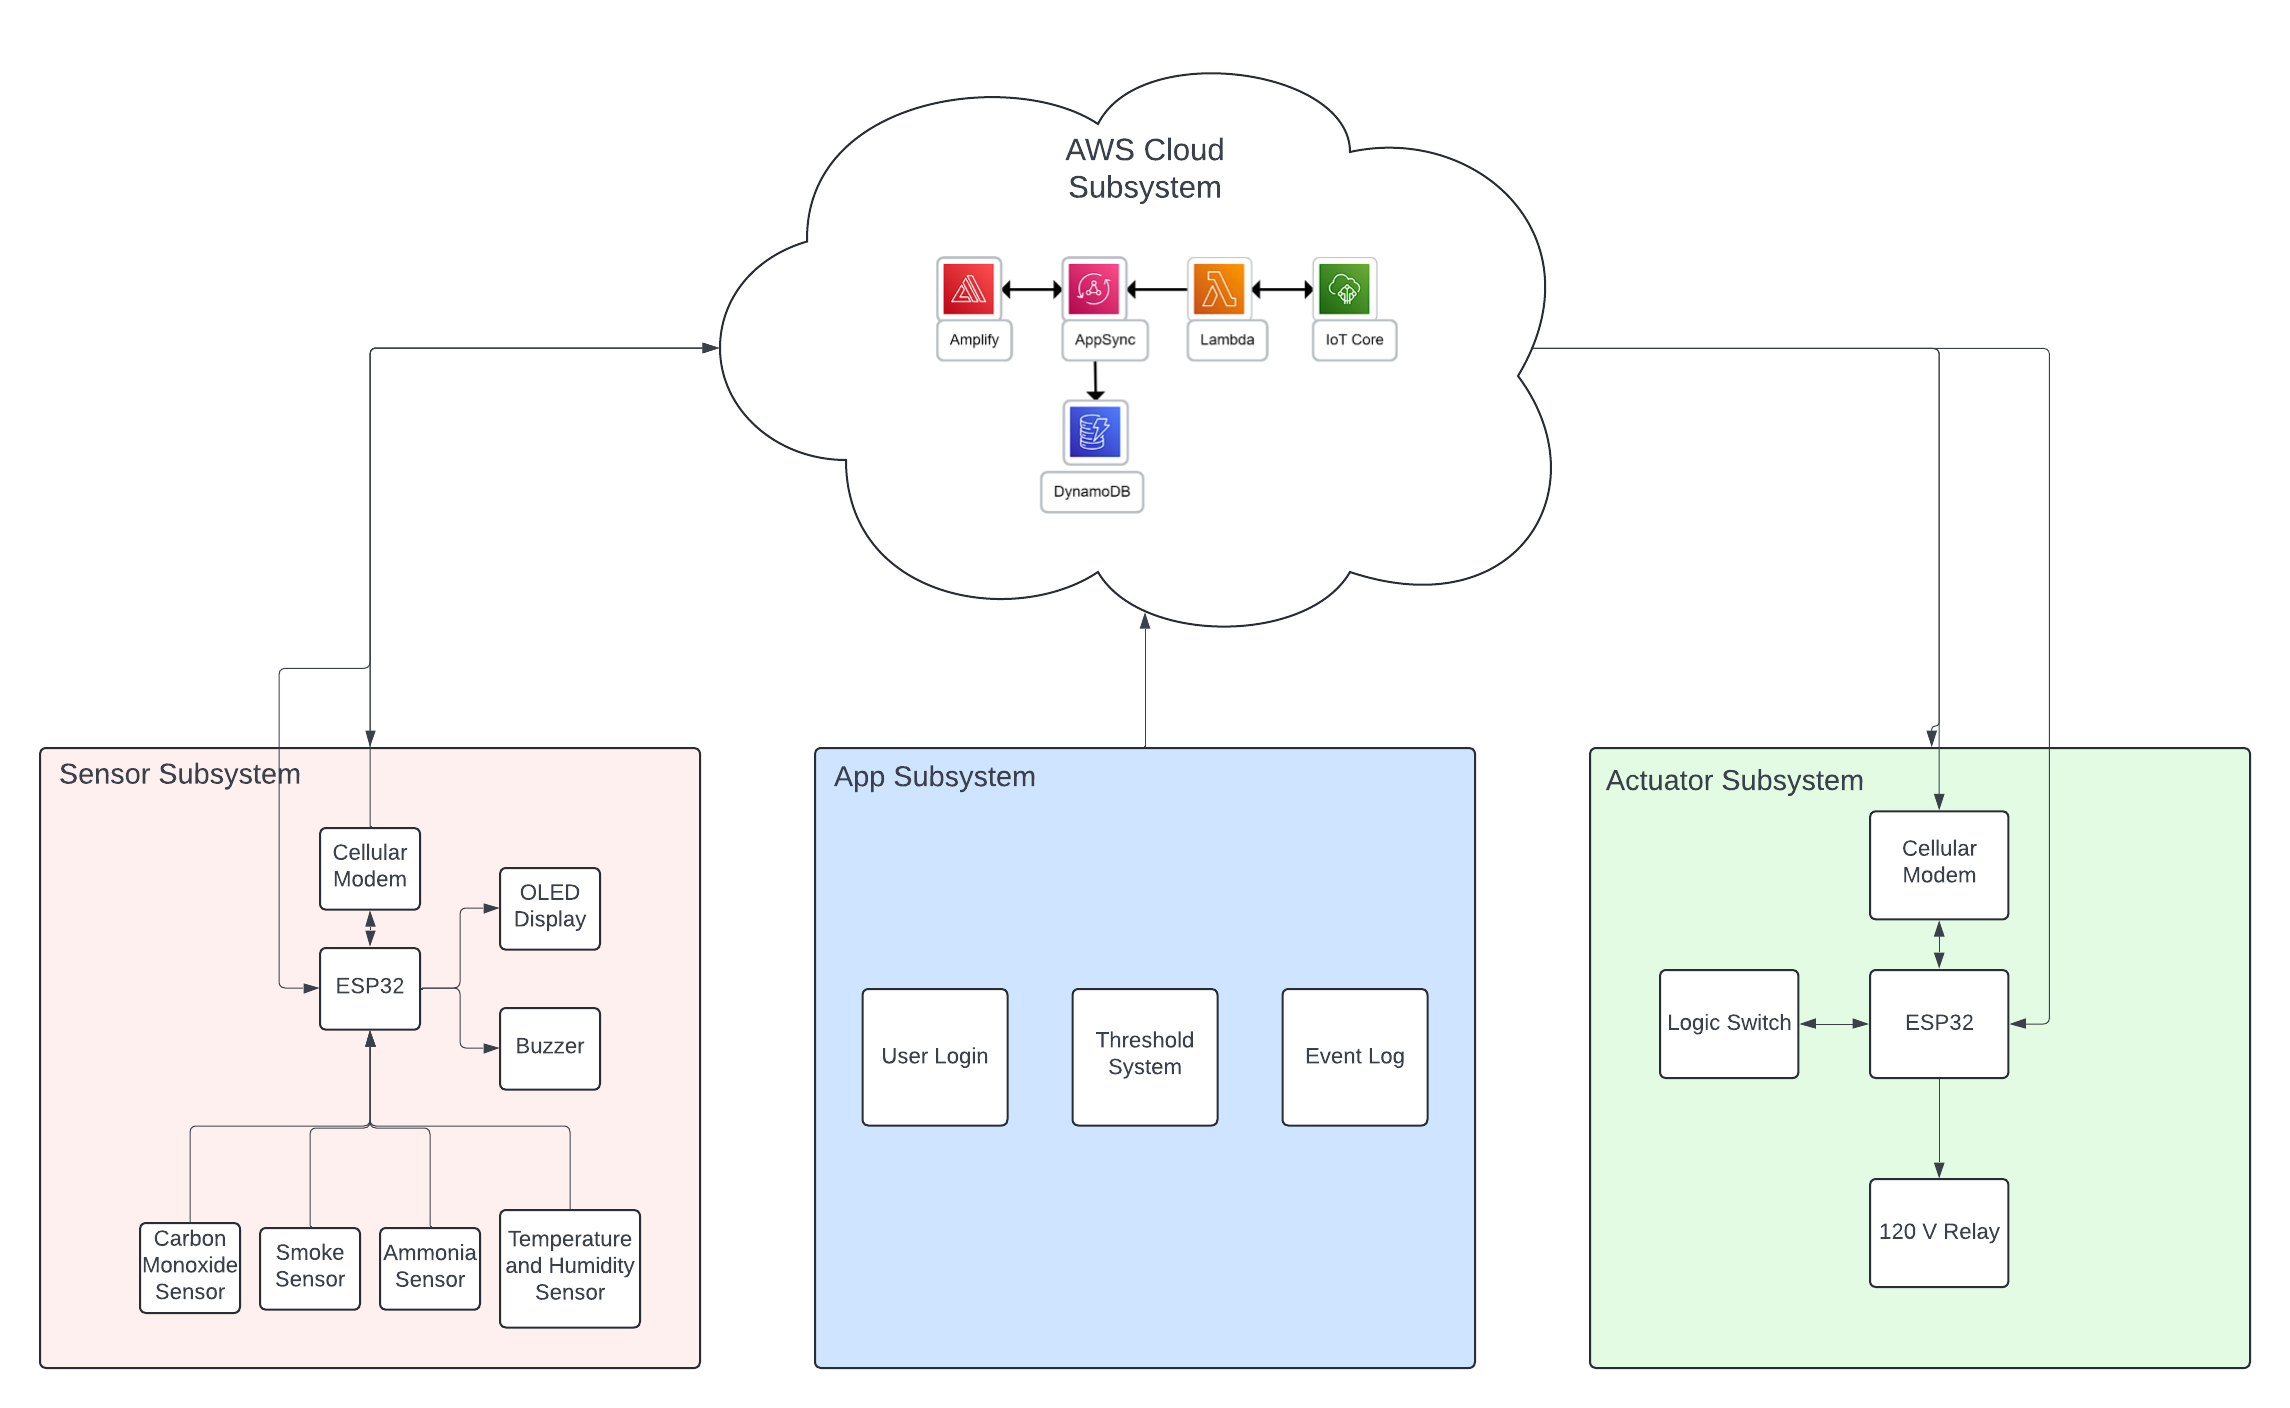 AWS Cloud
Subsystem
Amplify
AppSync
Lambda
IoT Core
DynamoDB
Sensor Subsystem
Cellular
Modem
OLED
Display
ESP32
Buzzer
Carbon
Monoxide
Sensor
Smoke
Sensor
Ammonia
Sensor
Temperature
and Humidity
Sensor
App Subsystem
User Login
Threshold
System
Event Log
Actuator Subsystem
Cellular
Modem
Logic Switch
ESP32
120 V Relay